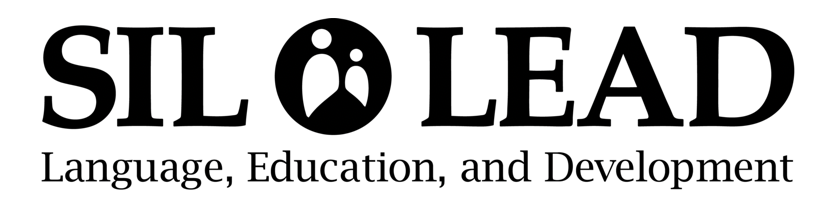 SIL LEAD
Language, Education, and Development